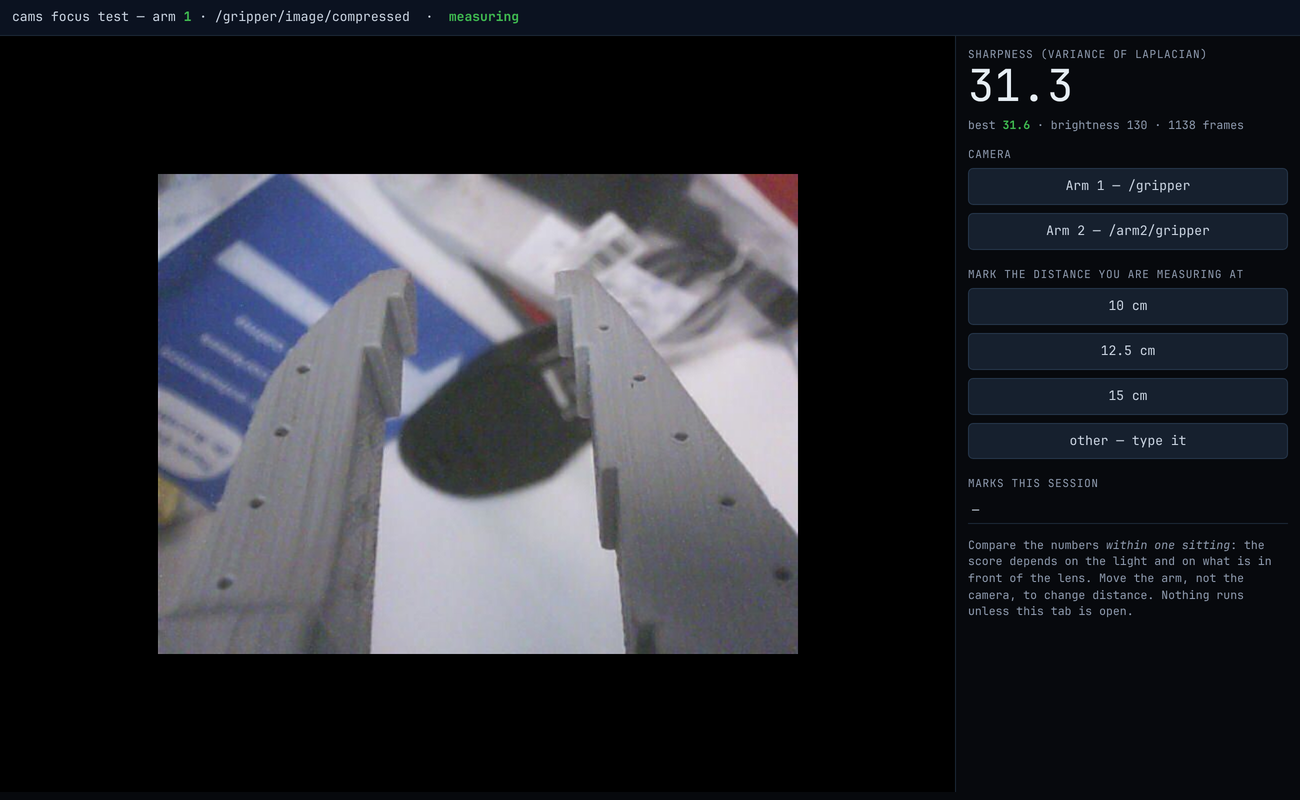 cams focus test — arm 1 · /gripper/image/compressed · measuring
SHARPNESS (VARIANCE OF LAPLACIAN)
31.3
best 31.6 · brightness 130 · 1138 frames
CAMERA
Arm 1 — /gripper
Arm 2 — /arm2/gripper
MARK THE DISTANCE YOU ARE MEASURING AT
10 cm
12.5 cm
15 cm
other — type it
MARKS THIS SESSION
—
Compare the numbers within one sitting: the
score depends on the light and on what is in
front of the lens. Move the arm, not the
camera, to change distance. Nothing runs
unless this tab is open.